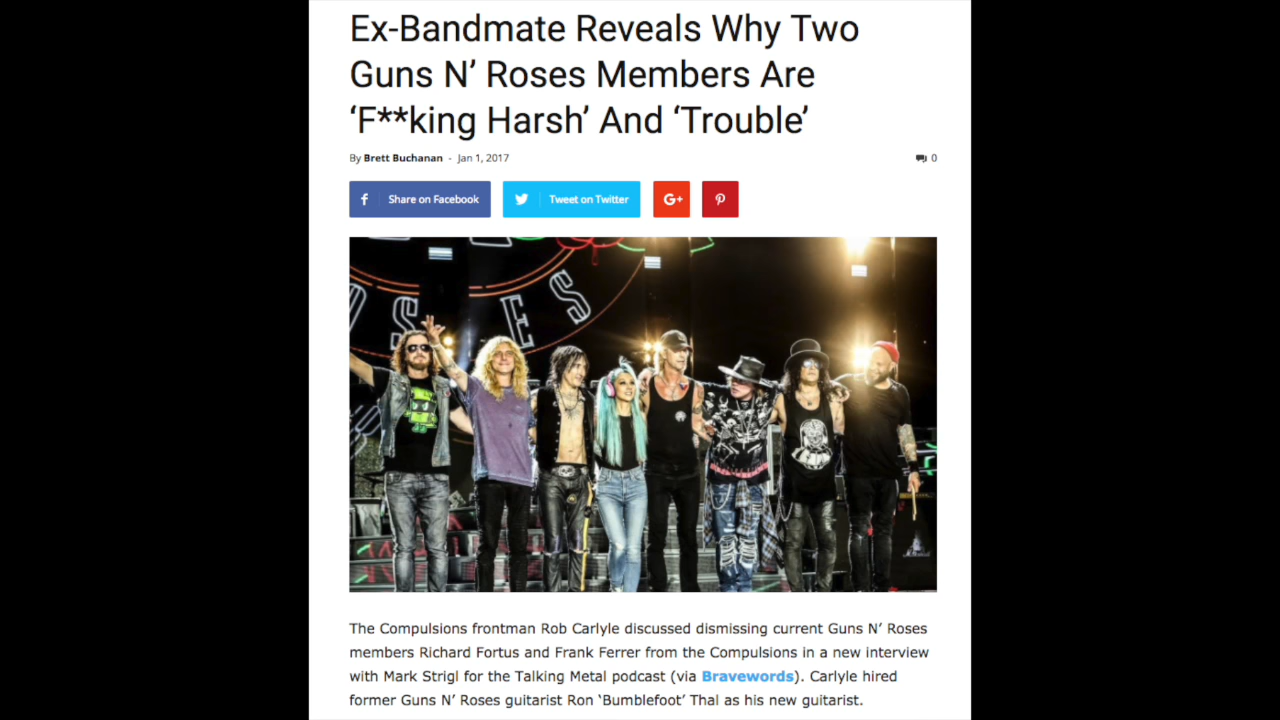 Ex-Bandmate Reveals Why Two
Guns N’ Roses Members Are
‘F**king Harsh’ And ‘Trouble’
By Brett Buchanan - Jan 1, 2017
0
f Share on Facebook
Tweet on Twitter
G+
SES
The Compulsions frontman Rob Carlyle discussed dismissing current Guns N’ Roses
members Richard Fortus and Frank Ferrer from the Compulsions in a new interview
with Mark Strigl for the Talking Metal podcast (via Bravewords). Carlyle hired
former Guns N’ Roses guitarist Ron ‘Bumblefoot’ Thal as his new guitarist.